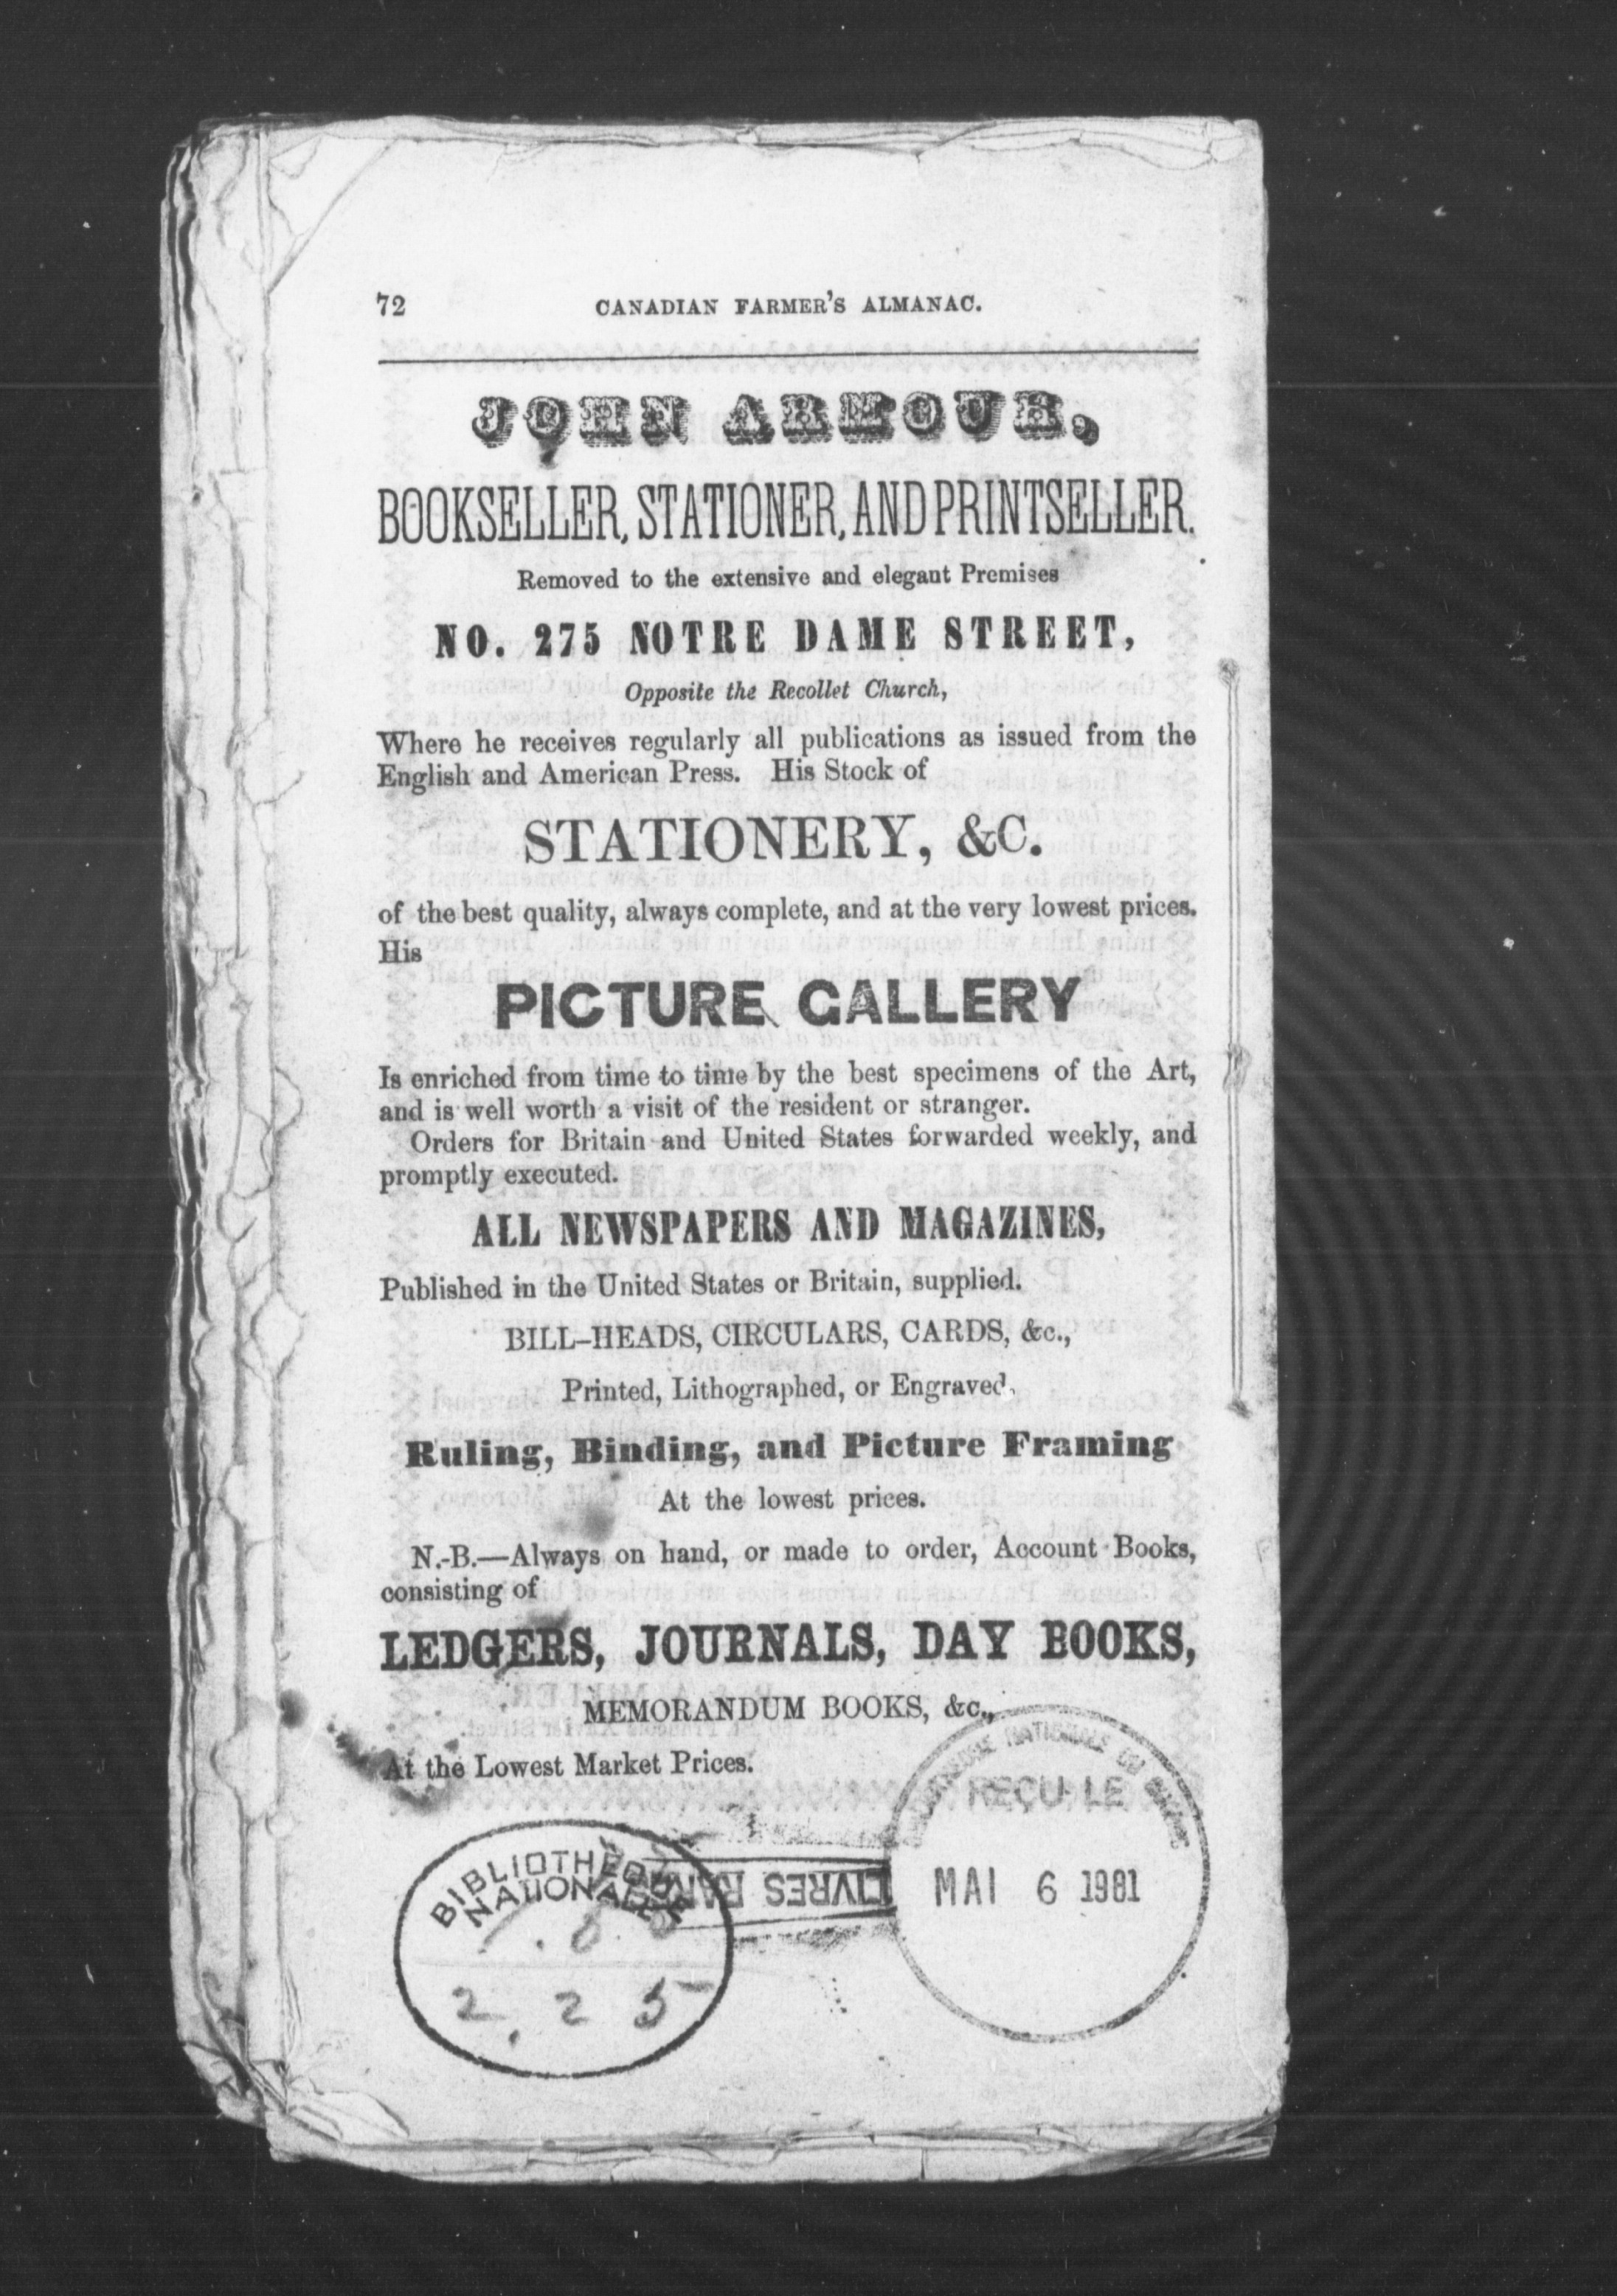 72 CANADIAN FARMER'S ALMANAC.
JOHN ARMOUR,
BOOKSELLER, STATIONER, AND PRINTSELLER.
Removed to the extensive and elegant Premises
NO. 275 NOTRE DAME STREET,
Opposite the Recollet Church,
Where he receives regularly all publications as issued from the
English and American Press. His Stock of
STATIONERY, &C.
of the best quality, always complete, and at the very lowest prices.
His
PICTURE GALLERY
Is enriched from time to time by the best specimens of the Art,
and is well worth a visit of the resident or stranger.
Orders for Britain and United States forwarded weekly, and
promptly executed.
ALL NEWSPAPERS AND MAGAZINES,
Published in the United States or Britain, supplied.
BILL-HEADS, CIRCULARS, CARDS, &c.,
Printed, Lithographed, or Engraved.
Ruling, Binding, and Picture Framing
At the lowest prices.
N.-B.—Always on hand, or made to order, Account Books,
consisting of
LEDGERS, JOURNALS, DAY BOOKS,
MEMORANDUM BOOKS, &c.,
At the Lowest Market Prices.
NATIONALE DU
REÇU LE
MAI 6 1981
LIVRES
BIBLIOTHÈQUE
NATIONALE
2. 2 5